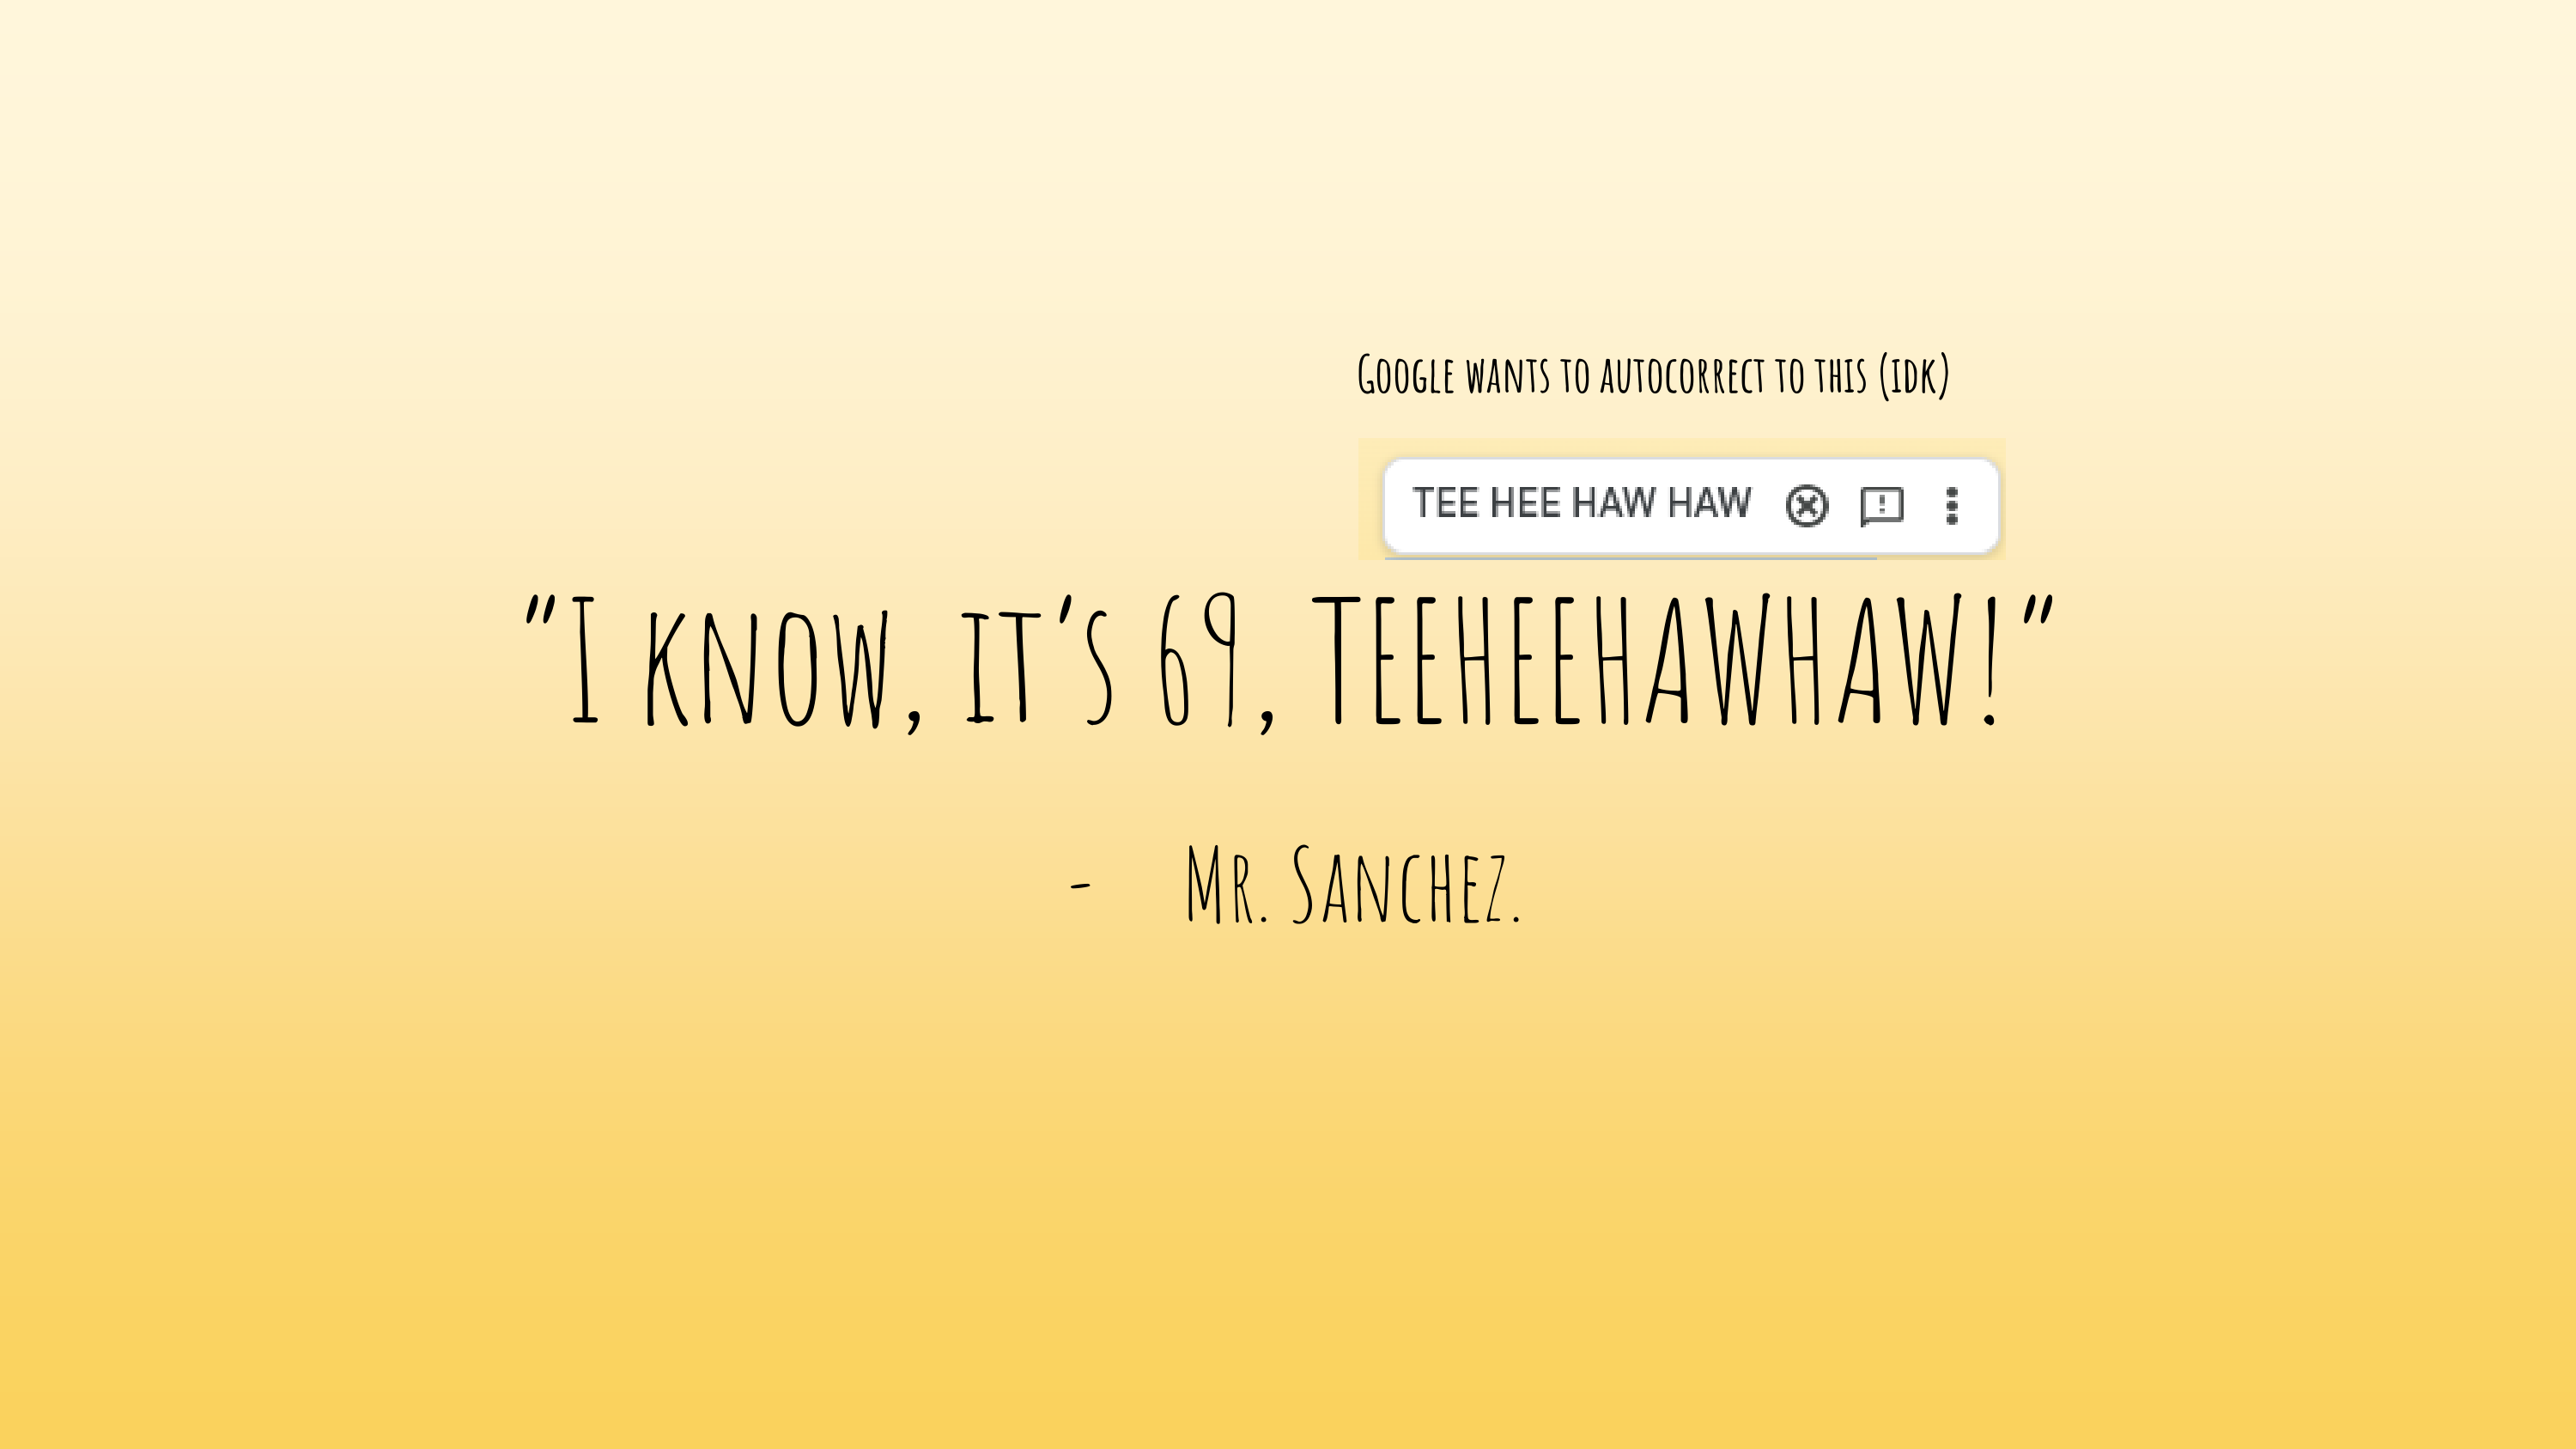 Google wants to autocorrect to this (idk)
TEE HEE HAW HAW
"I know, it's 69, TEEHEEHAWHAW!"
- Mr. Sanchez.